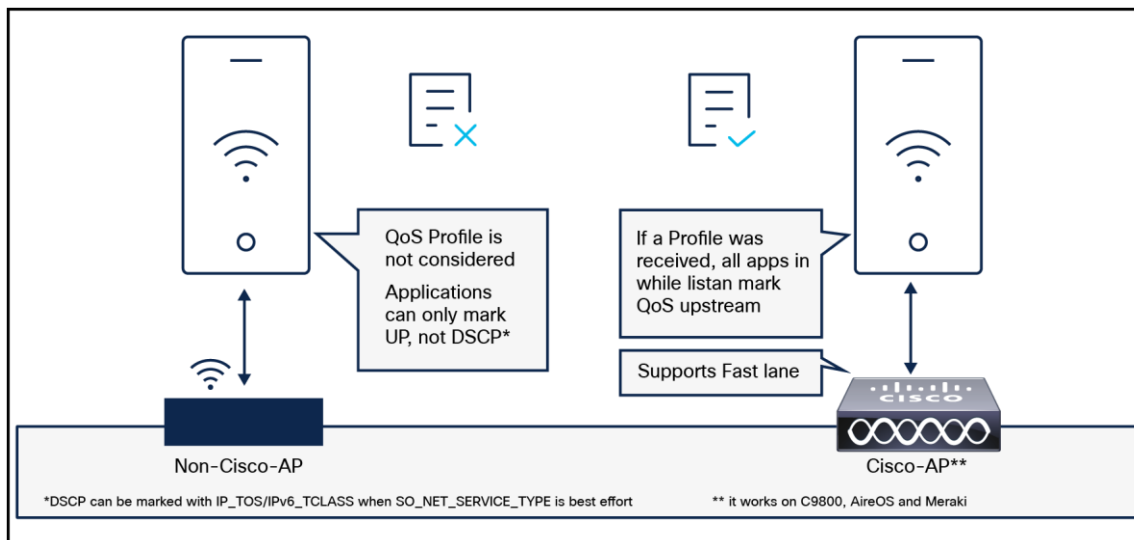 QoS Profile is
not considered
Applications
can only mark
UP, not DSCP*
If a Profile was
received, all apps in
while listan mark
QoS upstream
Supports Fast lane
CISCO
Non-Cisco-AP
Cisco-AP**
*DSCP can be marked with IP_TOS/IPv6_TCLASS when SO_NET_SERVICE_TYPE is best effort
** it works on C9800, AireOS and Meraki